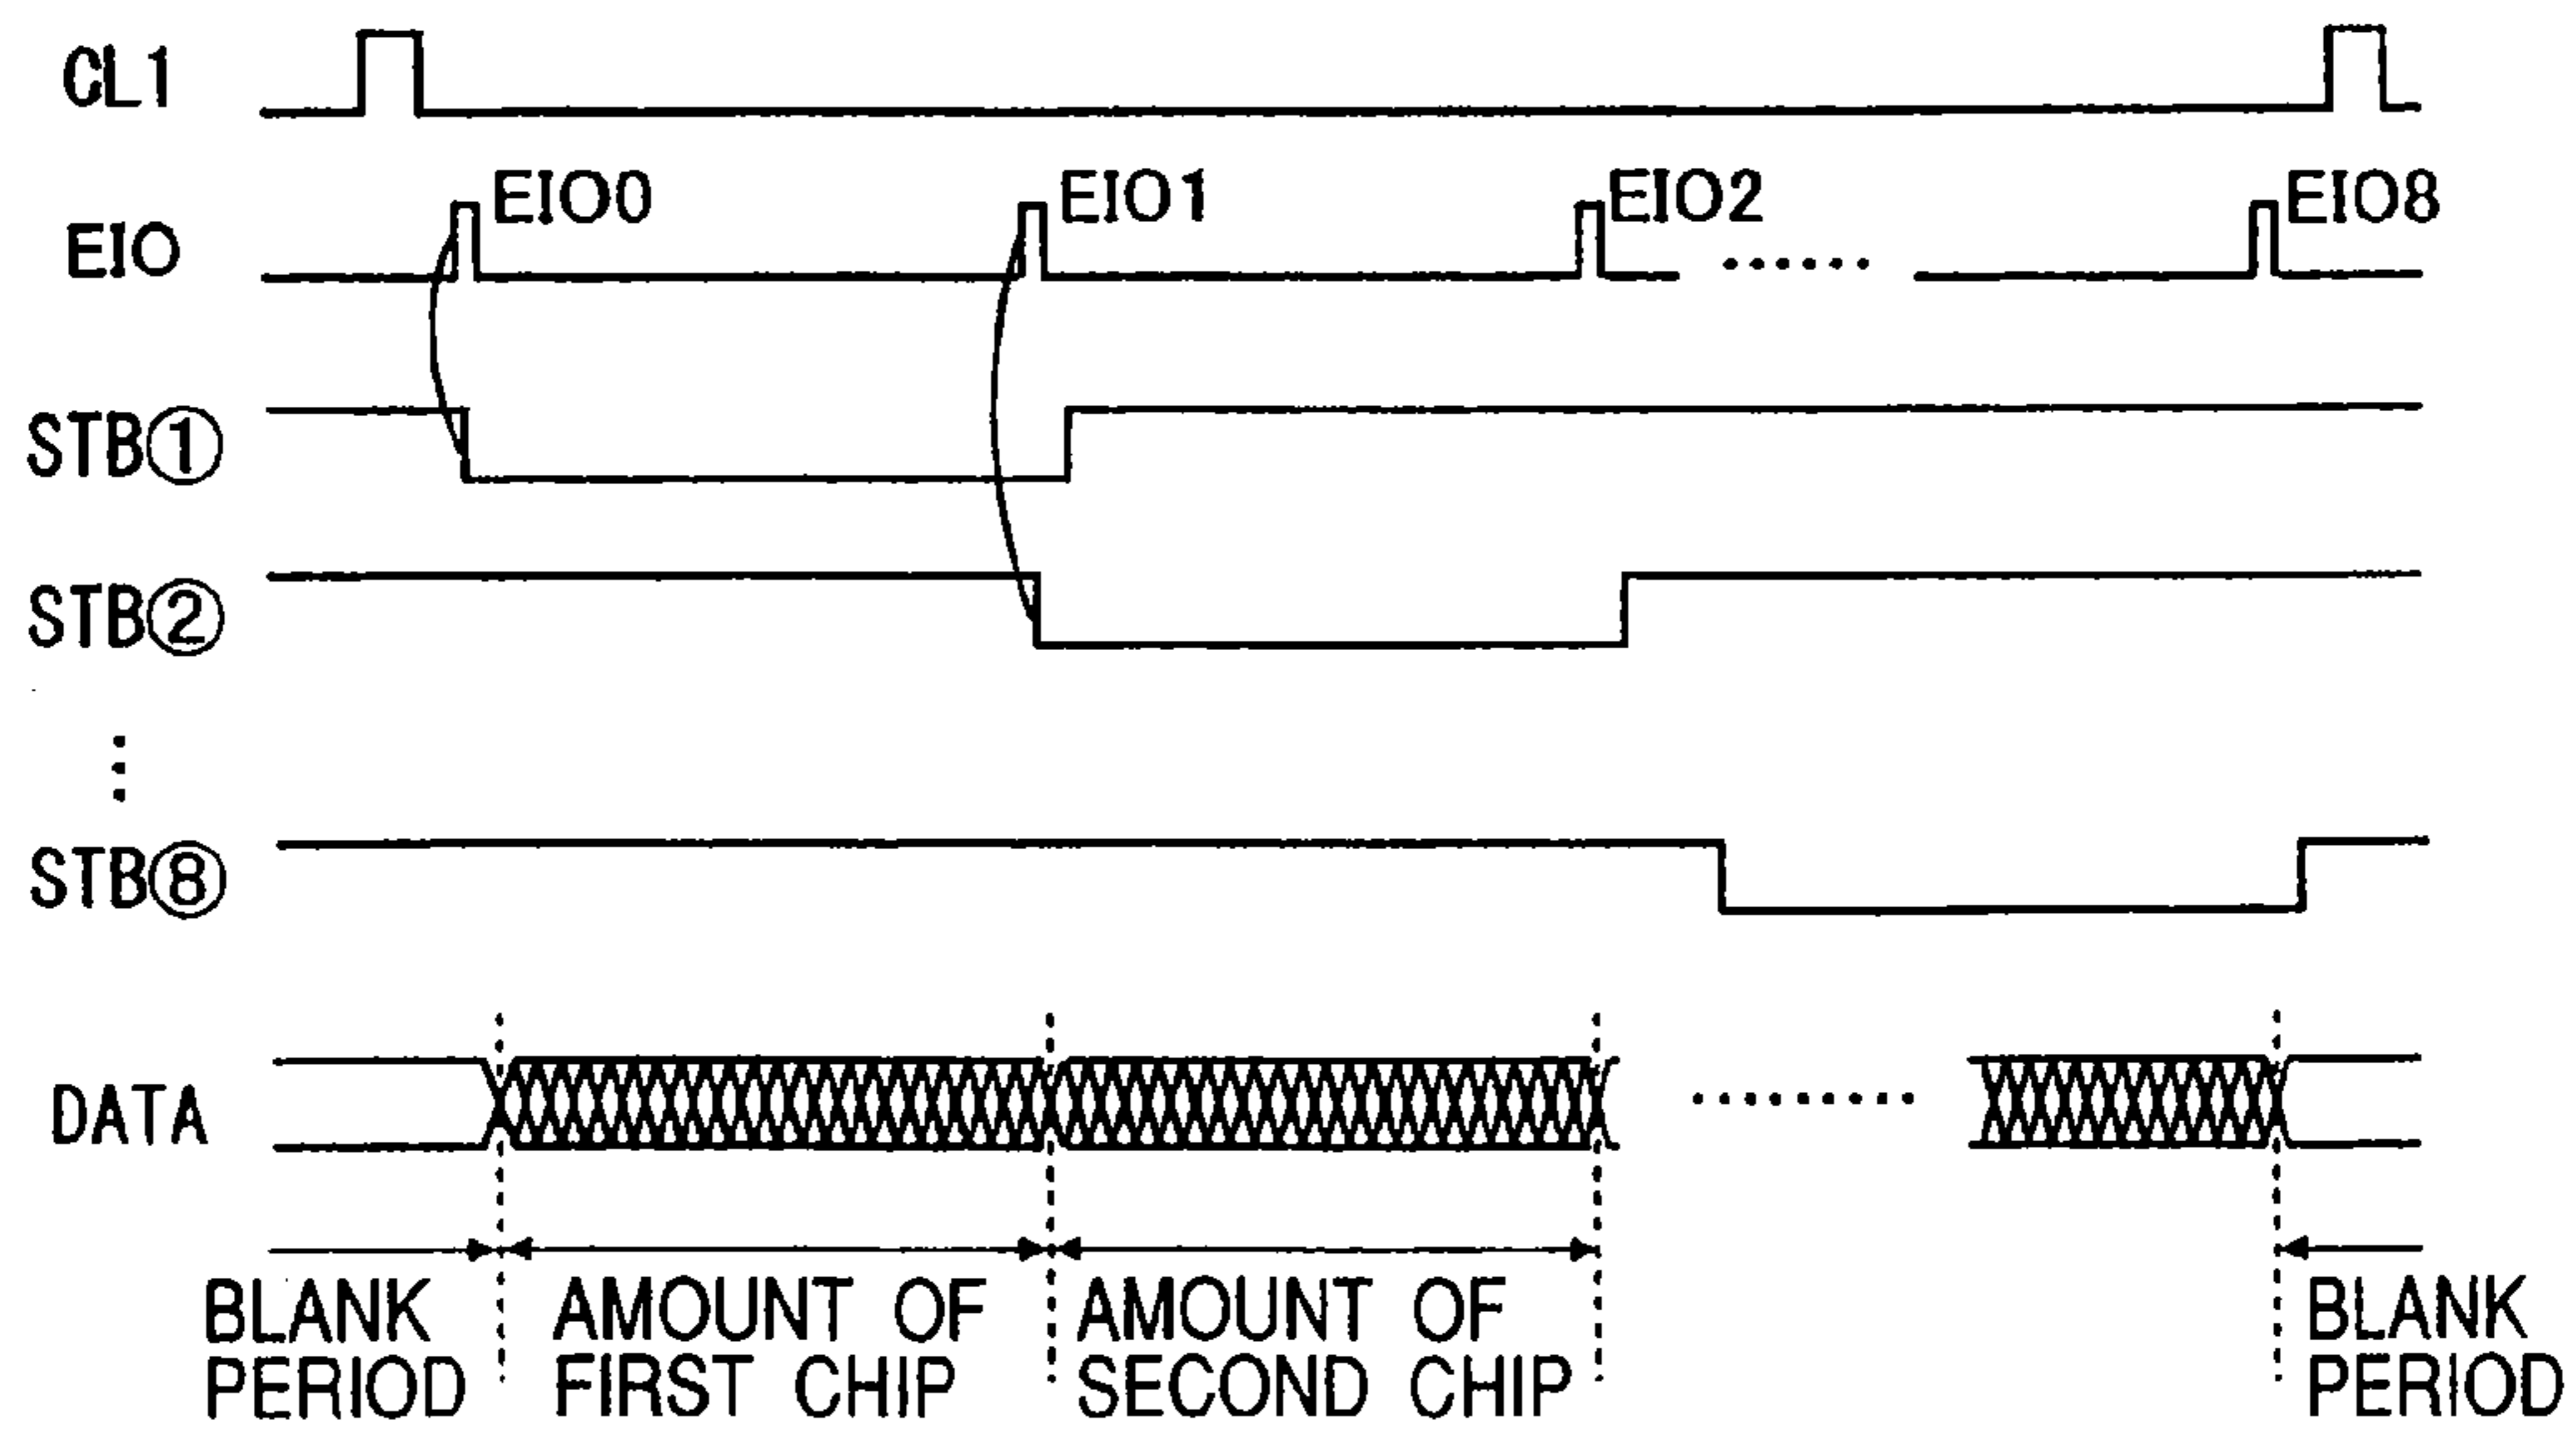 CL1
EIO
EIO0
EIO1
EIO2
EIO8
STB①
STB②
STB⑧
DATA
BLANK
PERIOD
AMOUNT OF
FIRST CHIP
AMOUNT OF
SECOND CHIP
BLANK
PERIOD